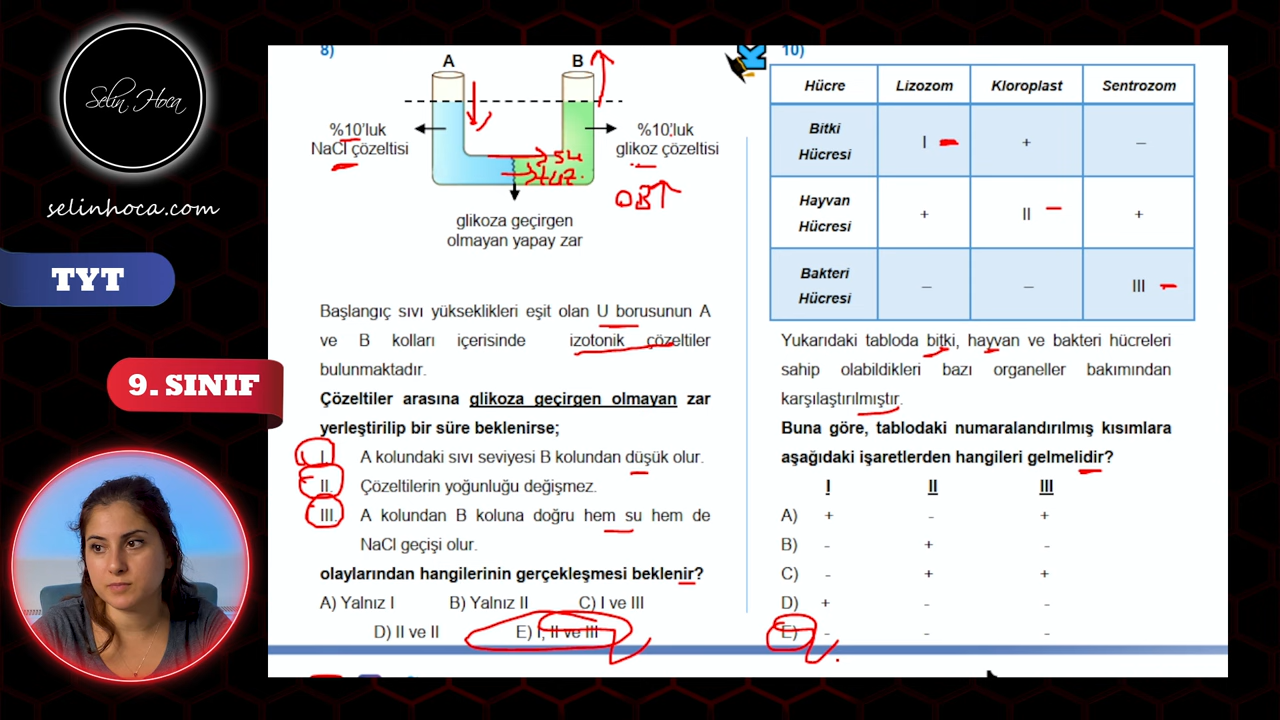 Selin Hoca
selinhoca.com
TYT
9. SINIF
8)
A
B
%10'luk
NaCl çözeltisi
%10'luk
glikoz çözeltisi
su
OB
glikoza geçirgen
olmayan yapay zar
Başlangıç sıvı yükseklikleri eşit olan U borusunun A
ve B kolları içerisinde izotonik çözeltiler
bulunmaktadır.
Çözeltiler arasına glikoza geçirgen olmayan zar
yerleştirilip bir süre beklenirse;
I. A kolundaki sıvı seviyesi B kolundan düşük olur.
II. Çözeltilerin yoğunluğu değişmez.
III. A kolundan B koluna doğru hem su hem de
NaCl geçişi olur.
olaylarından hangilerinin gerçekleşmesi beklenir?
A) Yalnız I B) Yalnız II C) I ve III
D) II ve II E) I, II ve III
10)
Hücre Lizozom Kloroplast Sentrozom
Bitki
Hücresi
I - + –
Hayvan
Hücresi
+ II - +
Bakteri
Hücresi
– – III -
Yukarıdaki tabloda bitki, hayvan ve bakteri hücreleri
sahip olabildikleri bazı organeller bakımından
karşılaştırılmıştır.
Buna göre, tablodaki numaralandırılmış kısımlara
aşağıdaki işaretlerden hangileri gelmelidir?
I II III
A) + - +
B) - + -
C) - + +
D) + - -
E) - - -